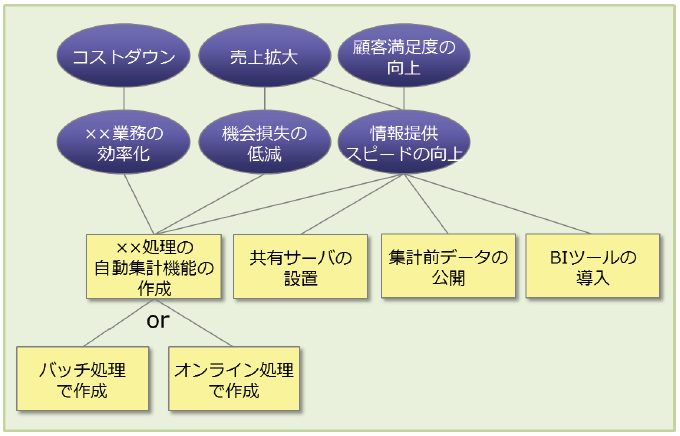 コストダウン
売上拡大
顧客満足度の
向上
××業務の
効率化
機会損失の
低減
情報提供
スピードの向上
××処理の
自動集計機能の
作成
共有サーバの
設置
集計前データの
公開
BIツールの
導入
or
バッチ処理
で作成
オンライン処理
で作成